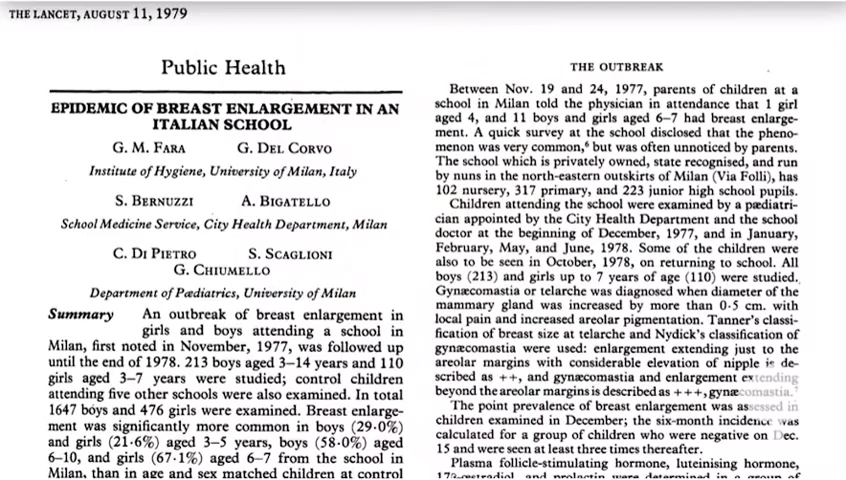 THE LANCET, AUGUST 11, 1979
Public Health
EPIDEMIC OF BREAST ENLARGEMENT IN AN
ITALIAN SCHOOL
G. M. FARA G. DEL CORVO
Institute of Hygiene, University of Milan, Italy
S. BERNUZZI A. BIGATELLO
School Medicine Service, City Health Department, Milan
C. DI PIETRO S. SCAGLIONI
G. CHIUMELLO
Department of Pædiatrics, University of Milan
Summary An outbreak of breast enlargement in
girls and boys attending a school in
Milan, first noted in November, 1977, was followed up
until the end of 1978. 213 boys aged 3–14 years and 110
girls aged 3–7 years were studied; control children
attending five other schools were also examined. In total
1647 boys and 476 girls were examined. Breast enlarge-
ment was significantly more common in boys (29·0%)
and girls (21·6%) aged 3–5 years, boys (58·0%) aged
6–10, and girls (67·1%) aged 6–7 from the school in
Milan, than in age and sex matched children at control
THE OUTBREAK
Between Nov. 19 and 24, 1977, parents of children at a
school in Milan told the physician in attendance that 1 girl
aged 4, and 11 boys and girls aged 6–7 had breast enlarge-
ment. A quick survey at the school disclosed that the pheno-
menon was very common,⁶ but was often unnoticed by parents.
The school which is privately owned, state recognised, and run
by nuns in the north-eastern outskirts of Milan (Via Folli), has
102 nursery, 317 primary, and 223 junior high school pupils.
Children attending the school were examined by a pædiatri-
cian appointed by the City Health Department and the school
doctor at the beginning of December, 1977, and in January,
February, May, and June, 1978. Some of the children were
also to be seen in October, 1978, on returning to school. All
boys (213) and girls up to 7 years of age (110) were studied.
Gynæcomastia or telarche was diagnosed when diameter of the
mammary gland was increased by more than 0·5 cm. with
local pain and increased areolar pigmentation. Tanner's classi-
fication of breast size at telarche and Nydick's classification of
gynæcomastia were used: enlargement extending just to the
areolar margins with considerable elevation of nipple is de-
scribed as ++, and gynæcomastia and enlargement extending
beyond the areolar margins is described as +++, gynæcomastia.⁷
The point prevalence of breast enlargement was assessed in
children examined in December; the six-month incidence was
calculated for a group of children who were negative on Dec.
15 and were seen at least three times thereafter.
Plasma follicle-stimulating hormone, luteinising hormone,
and prolactin were determined in a group of